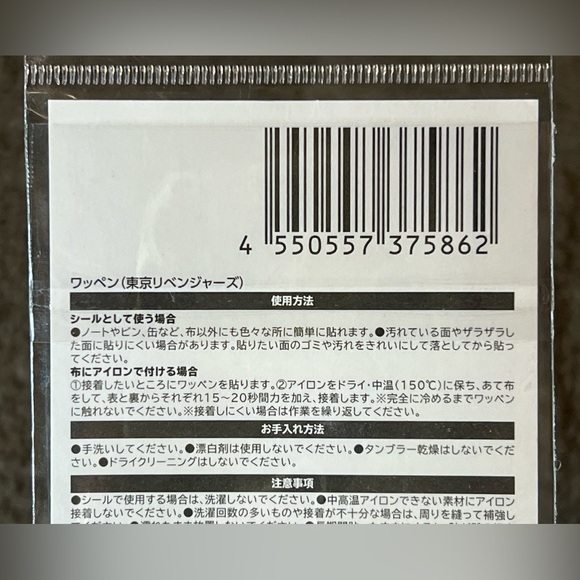 4 550557 375862
ワッペン(東京リベンジャーズ)
使用方法
シールとして使う場合
●ノートやビン、缶など、布以外にも色々な所に簡単に貼れます。●汚れている面やザラザラし
た面に貼りにくい場合があります。貼りたい面のゴミや汚れをきれいにして落としてから貼っ
てください。
布にアイロンで付ける場合
①接着したいところにワッペンを貼ります。②アイロンをドライ・中温(150℃)に保ち、あて布
をして、表と裏からそれぞれ15~20秒間力を加え、接着します。※完全に冷めるまでワッペン
に触れないでください。※接着しにくい場合は作業を繰り返してください。
お手入れ方法
●手洗いしてください。●漂白剤は使用しないでください。●タンブラー乾燥はしないでくださ
い。●ドライクリーニングはしないでください。
注意事項
●シールで使用する場合は、洗濯しないでください。●中高温アイロンできない素材にアイロン
接着しないでください。●洗濯回数の多いものや接着が不十分な場合は、周りを縫って補強し